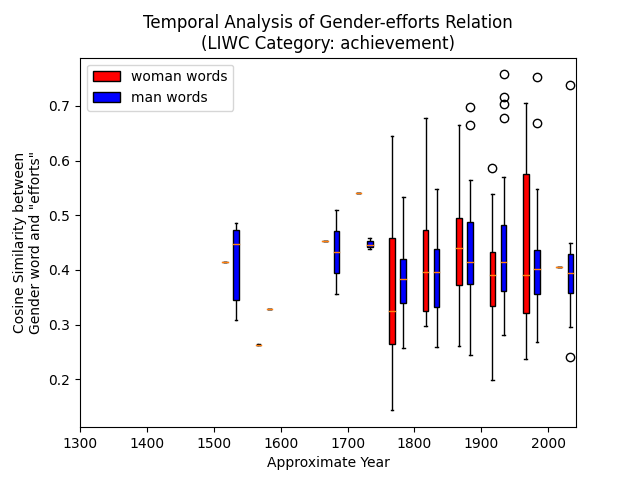 Temporal Analysis of Gender-efforts Relation
(LIWC Category: achievement)
woman words
man words
Cosine Similarity between
Gender word and "efforts"
0.7
0.6
0.5
0.4
0.3
0.2
1300 1400 1500 1600 1700 1800 1900 2000
Approximate Year